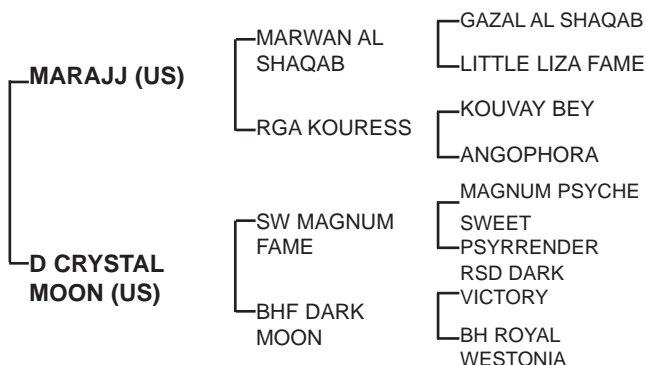 MARAJJ (US)
MARWAN AL
SHAQAB
GAZAL AL SHAQAB
LITTLE LIZA FAME
RGA KOURESS
KOUVAY BEY
ANGOPHORA
D CRYSTAL
MOON (US)
SW MAGNUM
FAME
MAGNUM PSYCHE
SWEET
PSYRRENDER
BHF DARK
MOON
RSD DARK
VICTORY
BH ROYAL
WESTONIA